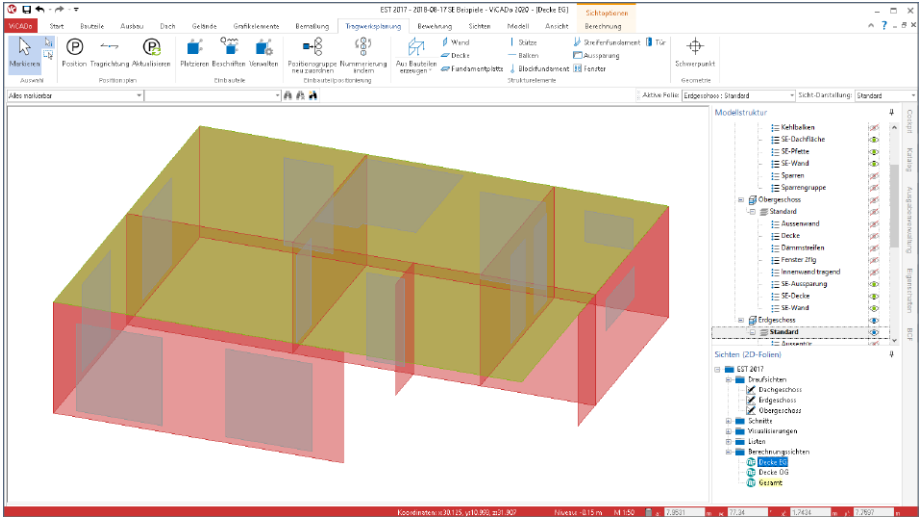 EST 2017 - 2018-08-17 SE Beispiele - ViCADo 2020 - [Decke EG]
Sichtoptionen
ViCADo Start Bauteile Ausbau Dach Gelände Grafikelemente Bemaßung Tragwerksplanung Bewehrung Sichten Modell Ansicht Berechnung
Markieren
Auswahl
Position Tragrichtung Aktualisieren
Positionsplan
Platzieren Beschriften Verwalten
Einbauteile
Positionsgruppe neu zuordnen
Nummerierung ändern
Einbauteilpositionierung
Aus Bauteilen erzeugen
Wand Stütze Streifenfundament Tür
Decke Balken Aussparung
Fundamentplatte Blockfundament Fenster
Strukturelemente
Schwerpunkt
Geometrie
Alles markierbar
Aktive Folie: Erdgeschoss : Standard Sicht-Darstellung: Standard
Modellstruktur
Kehlbalken
SE-Dachfläche
SE-Pfette
SE-Wand
Sparren
Sparrengruppe
Obergeschoss
Standard
Aussenwand
Decke
Dämmstreifen
Fenster 2flg
Innenwand tragend
SE-Aussparung
SE-Decke
SE-Wand
Erdgeschoss
Standard
Sichten (2D-Folien)
EST 2017
Draufsichten
Dachgeschoss
Erdgeschoss
Obergeschoss
Schnitte
Visualisierungen
Listen
Berechnungssichten
Decke EG
Decke OG
Gesamt
Cockpit
Katalog
Ausgabeverwaltung
Eigenschaften
BCF
Niveau: -0.15 m M 1:50